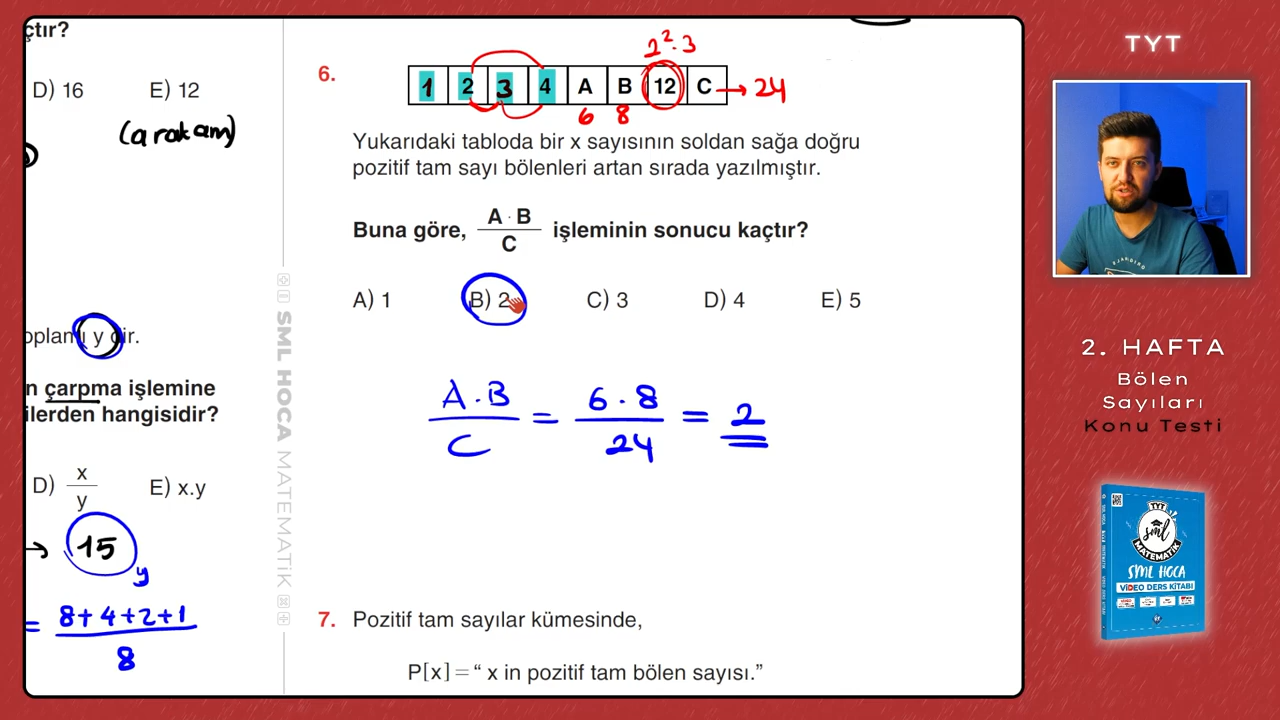 çtır?
D) 16 E) 12
(a rakam)
oplamı y dir.
n çarpma işlemine
ilerden hangisidir?
D) x/y E) x.y
→ 15
y
= 8+4+2+1
8
SML HOCA MATEMATİK
2².3
6.
1 2 3 4 A B 12 C → 24
6 8
Yukarıdaki tabloda bir x sayısının soldan sağa doğru
pozitif tam sayı bölenleri artan sırada yazılmıştır.
Buna göre, A · B / C işleminin sonucu kaçtır?
A) 1 B) 2 C) 3 D) 4 E) 5
A . B / C = 6 . 8 / 24 = 2
7. Pozitif tam sayılar kümesinde,
P[x] = “ x in pozitif tam bölen sayısı.”
TYT
2. HAFTA
Bölen
Sayıları
Konu Testi
TYT
sml
MATEMATİK
SML HOCA
VİDEO DERS KİTABI